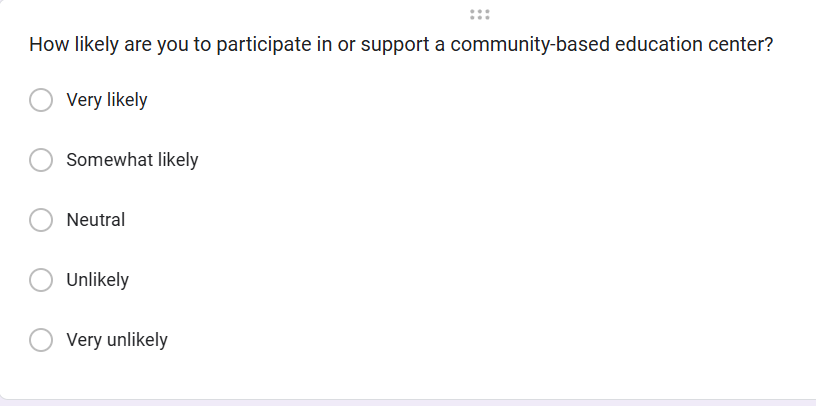 How likely are you to participate in or support a community-based education center?
Very likely
Somewhat likely
Neutral
Unlikely
Very unlikely